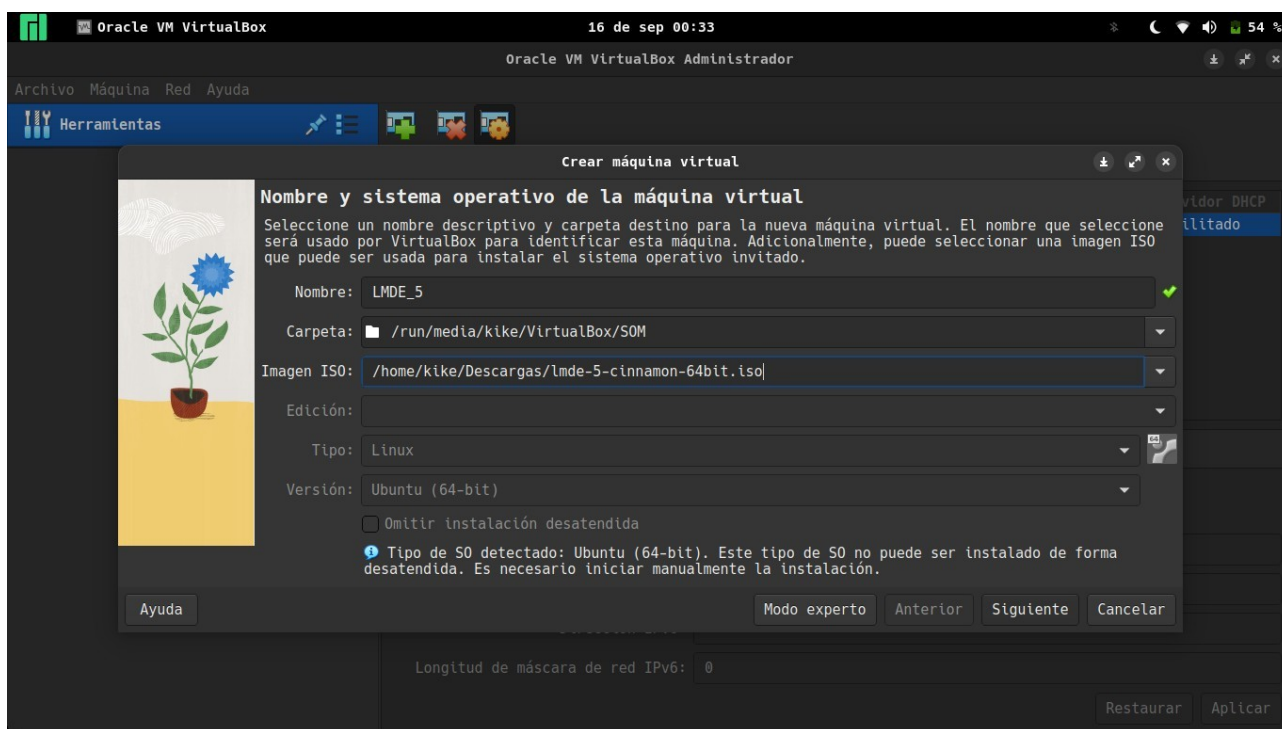 Oracle VM VirtualBox
16 de sep 00:33
54 %
Oracle VM VirtualBox Administrador
Archivo Máquina Red Ayuda
Herramientas
Crear máquina virtual
Nombre y sistema operativo de la máquina virtual
vidor DHCP
Seleccione un nombre descriptivo y carpeta destino para la nueva máquina virtual. El nombre que seleccione
ilitado
será usado por VirtualBox para identificar esta máquina. Adicionalmente, puede seleccionar una imagen ISO
que puede ser usada para instalar el sistema operativo invitado.
Nombre: LMDE_5
Carpeta: /run/media/kike/VirtualBox/SOM
Imagen ISO: /home/kike/Descargas/lmde-5-cinnamon-64bit.iso
Edición:
Tipo: Linux
64
Versión: Ubuntu (64-bit)
Omitir instalación desatendida
Tipo de SO detectado: Ubuntu (64-bit). Este tipo de SO no puede ser instalado de forma
desatendida. Es necesario iniciar manualmente la instalación.
Ayuda
Modo experto
Anterior
Siguiente
Cancelar
Longitud de máscara de red IPv6: 0
Restaurar
Aplicar